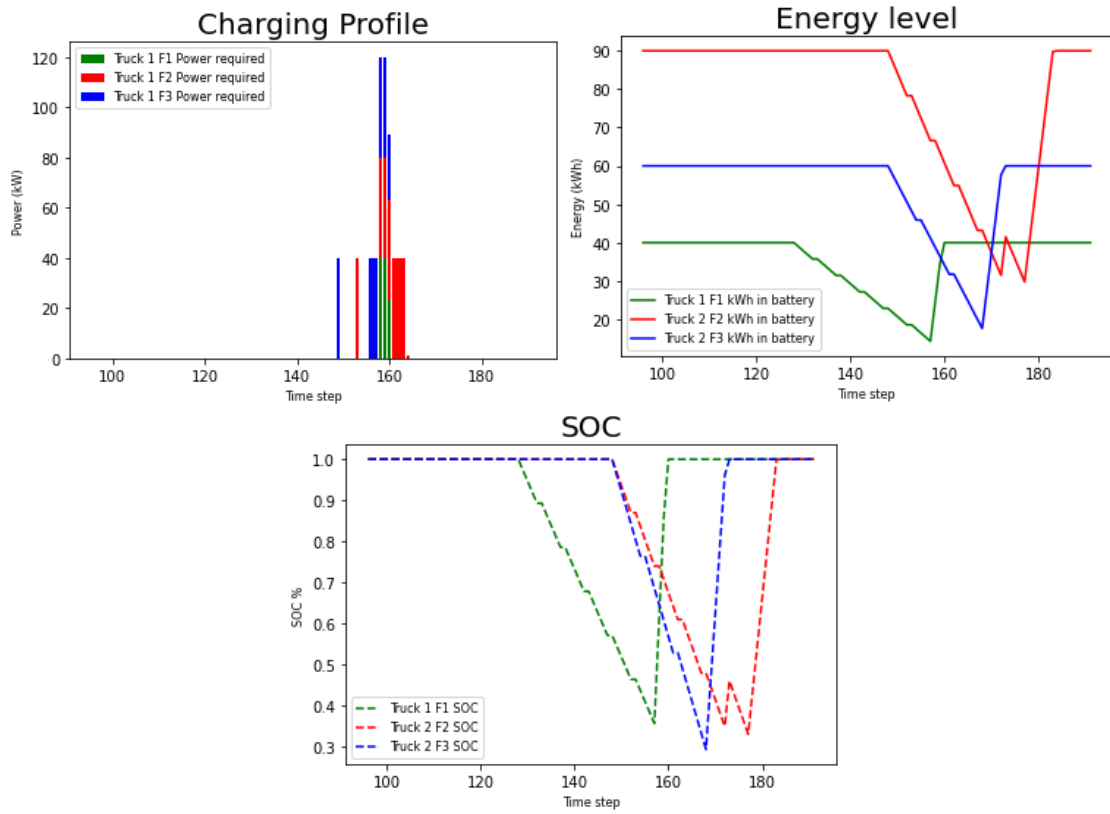 Charging Profile
Power (kW)
120
100
80
60
40
20
0
Truck 1 F1 Power required
Truck 1 F2 Power required
Truck 1 F3 Power required
100 120 140 160 180
Time step
Energy level
Energy (kWh)
90
80
70
60
50
40
30
20
Truck 1 F1 kWh in battery
Truck 2 F2 kWh in battery
Truck 2 F3 kWh in battery
100 120 140 160 180
Time step
SOC
SOC %
1.0
0.9
0.8
0.7
0.6
0.5
0.4
0.3
Truck 1 F1 SOC
Truck 2 F2 SOC
Truck 2 F3 SOC
100 120 140 160 180
Time step